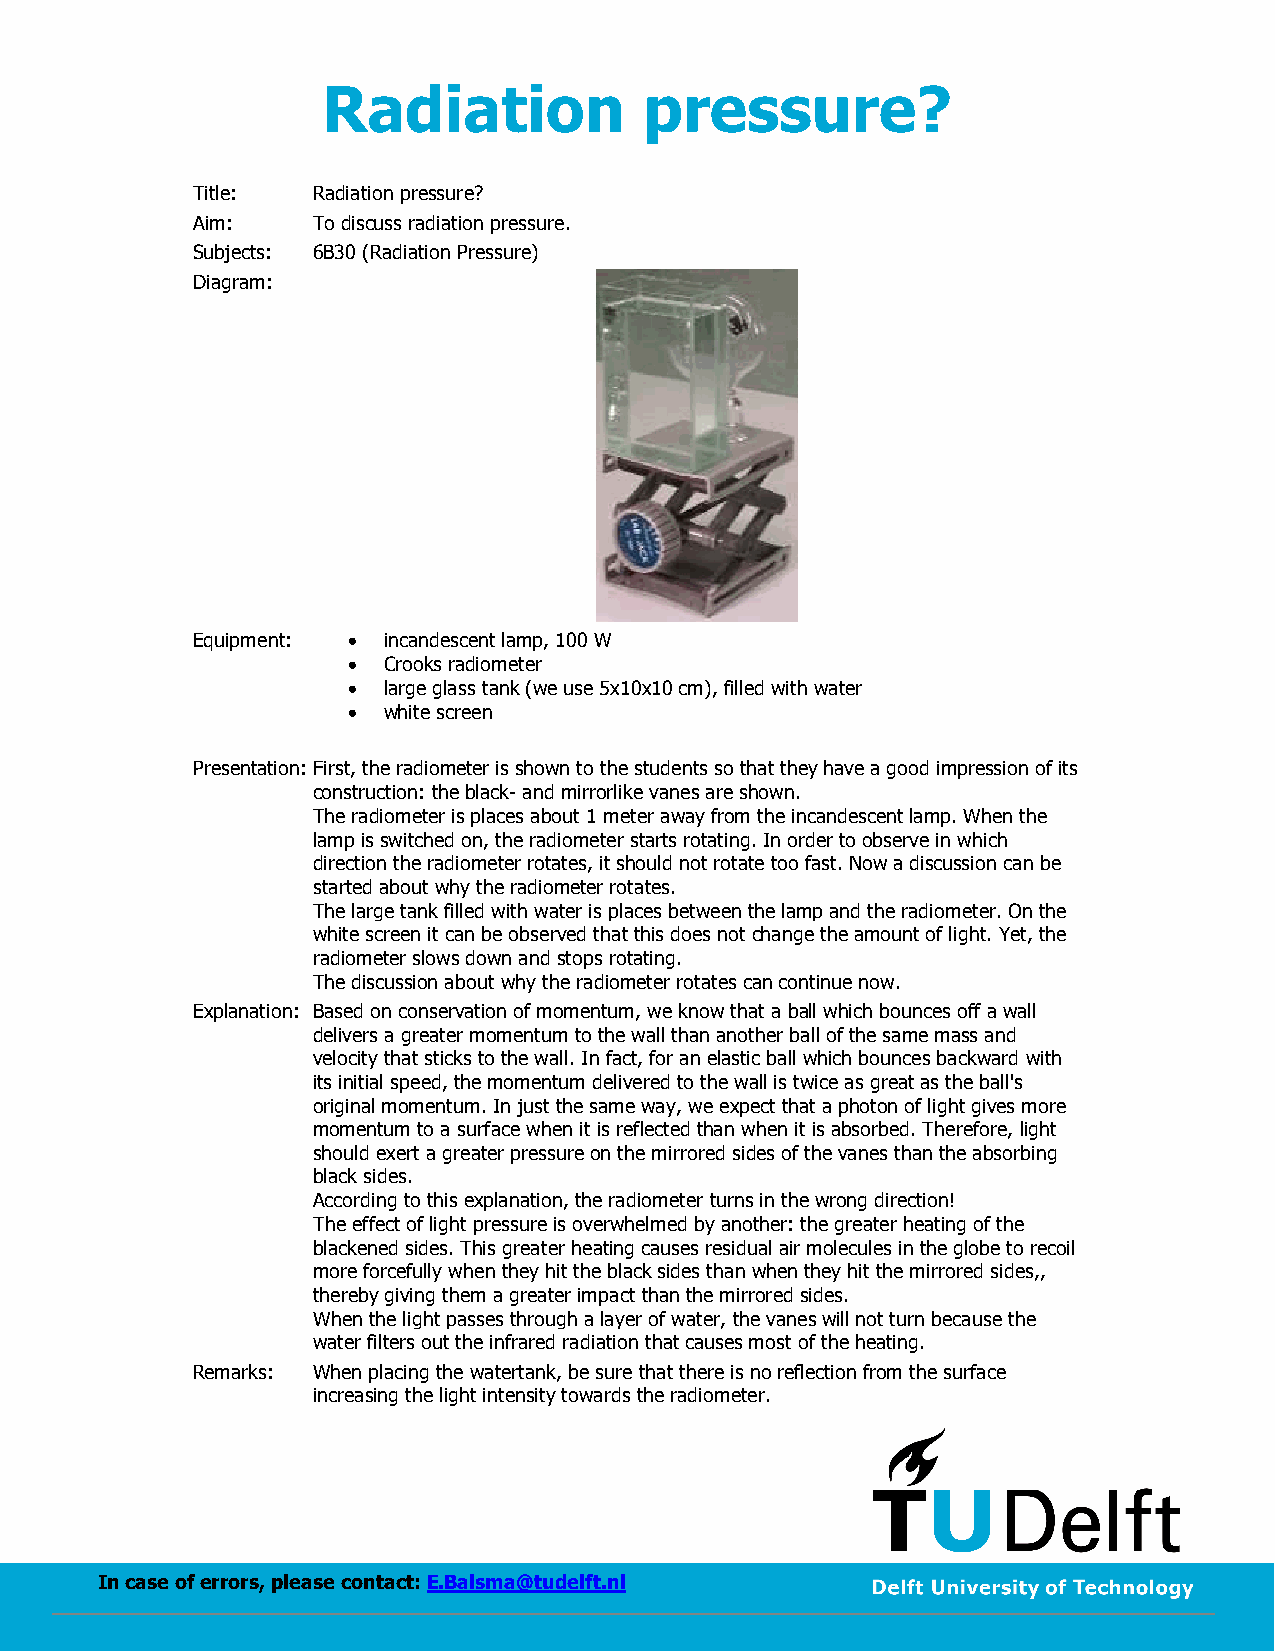 Radiation pressure?
Title: Radiation pressure?
Aim: To discuss radiation pressure.
Subjects: 6B30 (Radiation Pressure)
Diagram:
Equipment: • incandescent lamp, 100 W
• Crooks radiometer
• large glass tank (we use 5x10x10 cm), filled with water
• white screen
Presentation: First, the radiometer is shown to the students so that they have a good impression of its
construction: the black- and mirrorlike vanes are shown.
The radiometer is places about 1 meter away from the incandescent lamp. When the
lamp is switched on, the radiometer starts rotating. In order to observe in which
direction the radiometer rotates, it should not rotate too fast. Now a discussion can be
started about why the radiometer rotates.
The large tank filled with water is places between the lamp and the radiometer. On the
white screen it can be observed that this does not change the amount of light. Yet, the
radiometer slows down and stops rotating.
The discussion about why the radiometer rotates can continue now.
Explanation: Based on conservation of momentum, we know that a ball which bounces off a wall
delivers a greater momentum to the wall than another ball of the same mass and
velocity that sticks to the wall. In fact, for an elastic ball which bounces backward with
its initial speed, the momentum delivered to the wall is twice as great as the ball's
original momentum. In just the same way, we expect that a photon of light gives more
momentum to a surface when it is reflected than when it is absorbed. Therefore, light
should exert a greater pressure on the mirrored sides of the vanes than the absorbing
black sides.
According to this explanation, the radiometer turns in the wrong direction!
The effect of light pressure is overwhelmed by another: the greater heating of the
blackened sides. This greater heating causes residual air molecules in the globe to recoil
more forcefully when they hit the black sides than when they hit the mirrored sides,,
thereby giving them a greater impact than the mirrored sides.
When the light passes through a layer of water, the vanes will not turn because the
water filters out the infrared radiation that causes most of the heating.
Remarks: When placing the watertank, be sure that there is no reflection from the surface
increasing the light intensity towards the radiometer.
TUDelft
In case of errors, please contact: E.Balsma@tudelft.nl
Delft University of Technology